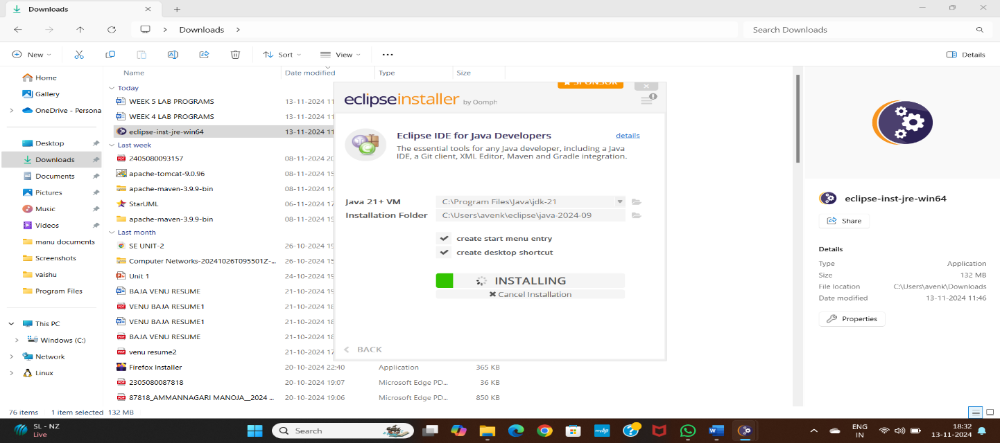 Downloads
Downloads
Search Downloads
New
Sort
View
Details
Home
Gallery
OneDrive - Persona
Desktop
Downloads
Documents
Pictures
Music
Videos
manu documents
Screenshots
vaishu
Program Files
This PC
Windows (C:)
Network
Linux
Name Date modified Type Size
Today
WEEK 5 LAB PROGRAMS 13-11-2024 11
WEEK 4 LAB PROGRAMS 13-11-2024 11
eclipse-inst-jre-win64 13-11-2024 11
Last week
2405080093157 08-11-2024 20
apache-tomcat-9.0.96 08-11-2024 15
apache-maven-3.9.9-bin 08-11-2024 14
StarUML 06-11-2024 17
apache-maven-3.9.9-bin 08-11-2024 15
Last month
SE UNIT-2 26-10-2024 19
Computer Networks-20241026T095501Z-... 26-10-2024 15
Unit 1 24-10-2024 19
BAJA VENU RESUME 21-10-2024 19
VENU BAJA RESUME1 21-10-2024 18
VENU BAJA RESUME1 21-10-2024 18
BAJA VENU RESUME 21-10-2024 18
venu resume2 21-10-2024 17
Firefox Installer 20-10-2024 22:40 Application 365 KB
2305080087818 20-10-2024 19:07 Microsoft Edge PD... 36 KB
87818_AMMANNAGARI MANOJA__2024 ... 20-10-2024 19:06 Microsoft Edge PD... 850 KB
SPONSOR
eclipseinstaller by Oomph
Eclipse IDE for Java Developers details
The essential tools for any Java developer, including a Java
IDE, a Git client, XML Editor, Maven and Gradle integration.
Java 21+ VM C:\Program Files\Java\jdk-21
Installation Folder C:\Users\avenk\eclipse\java-2024-09
create start menu entry
create desktop shortcut
INSTALLING
Cancel Installation
BACK
eclipse-inst-jre-win64
Share
Details
Type Application
Size 132 MB
File location C:\Users\avenk\Downloads
Date modified 13-11-2024 11:46
Properties
76 items 1 item selected 132 MB
SL - NZ
Live
Search
ENG
IN
18:32
13-11-2024